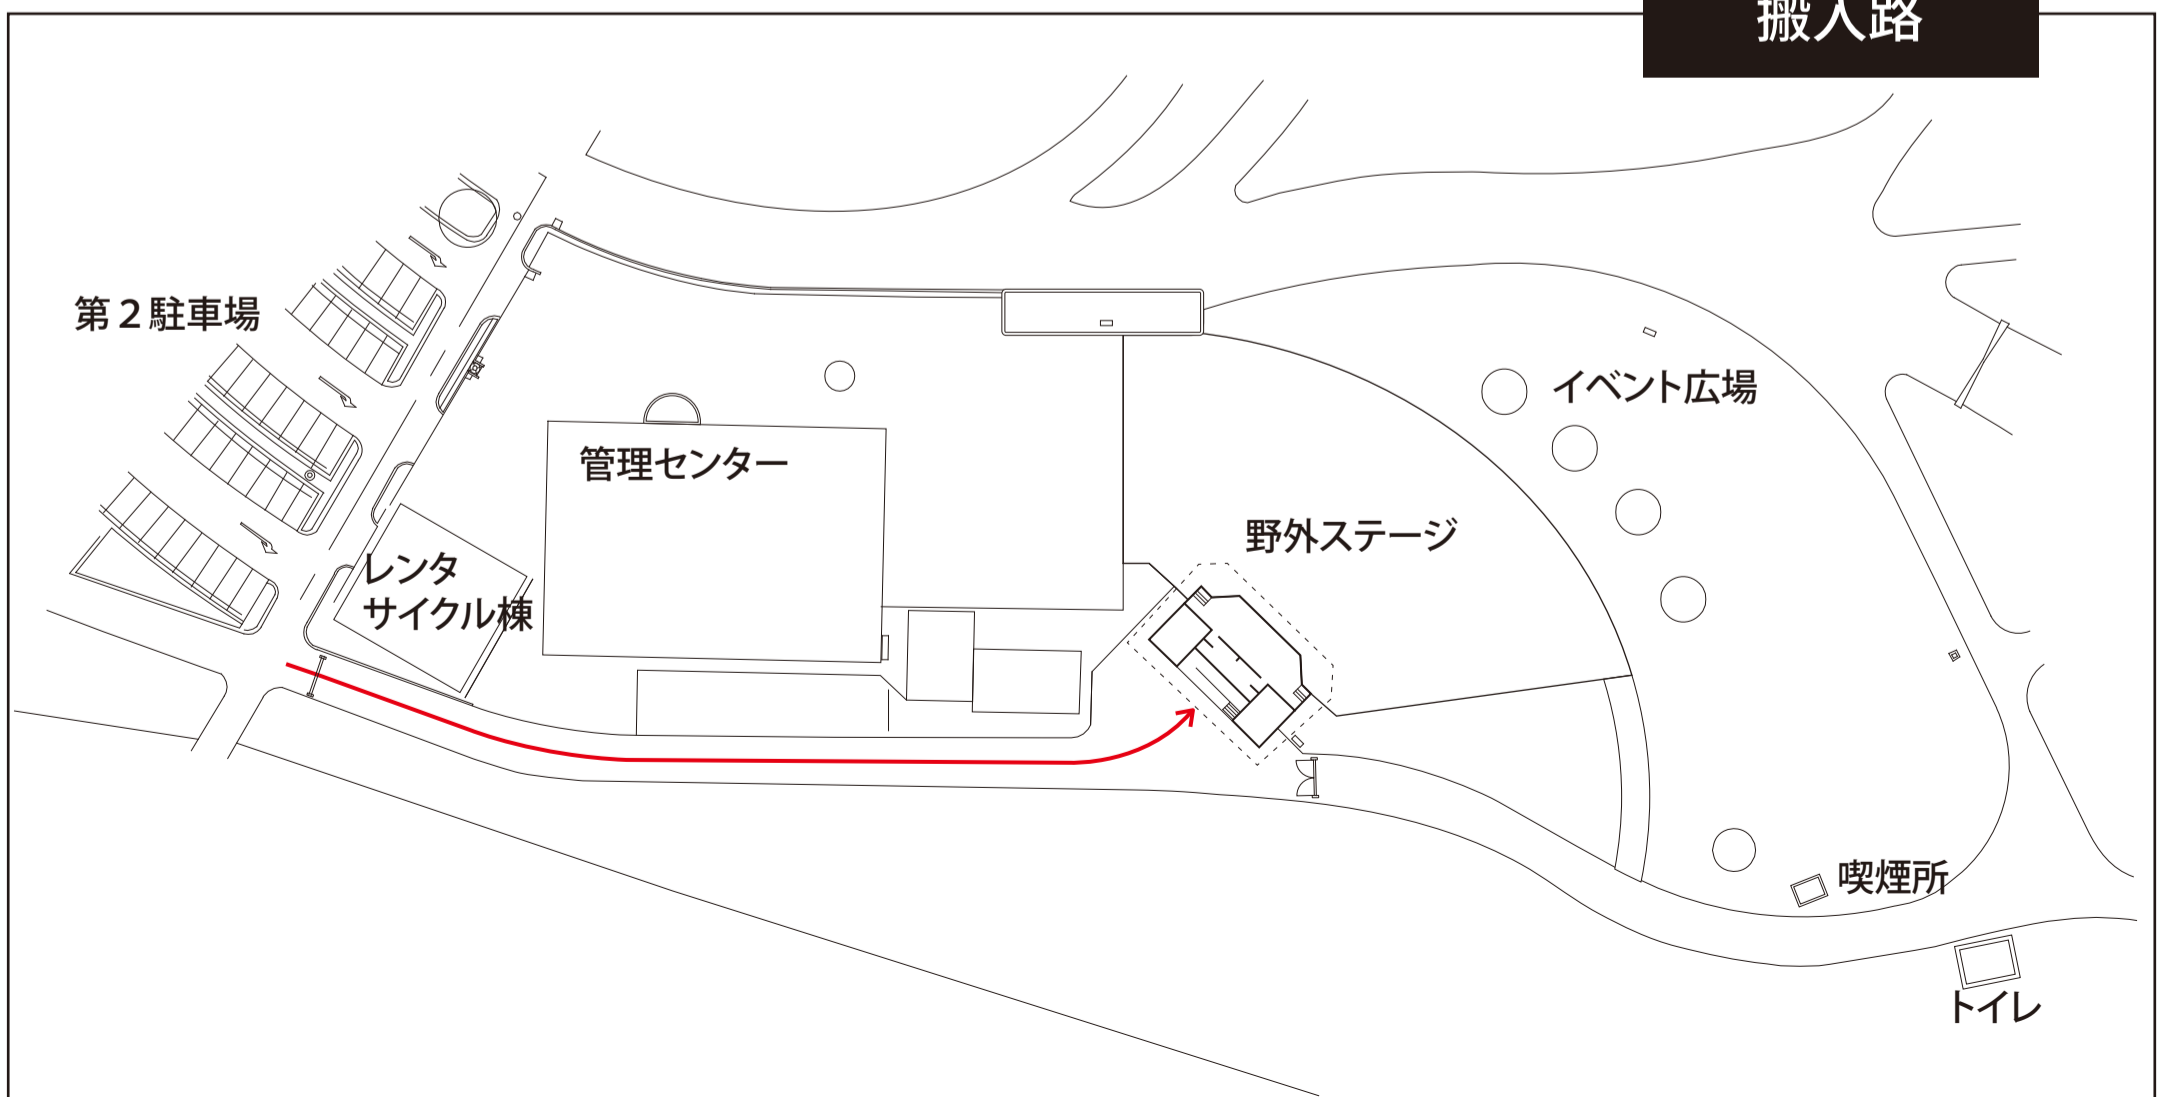 搬入路
第２駐車場
イベント広場
管理センター
野外ステージ
レンタ
サイクル棟
喫煙所
トイレ